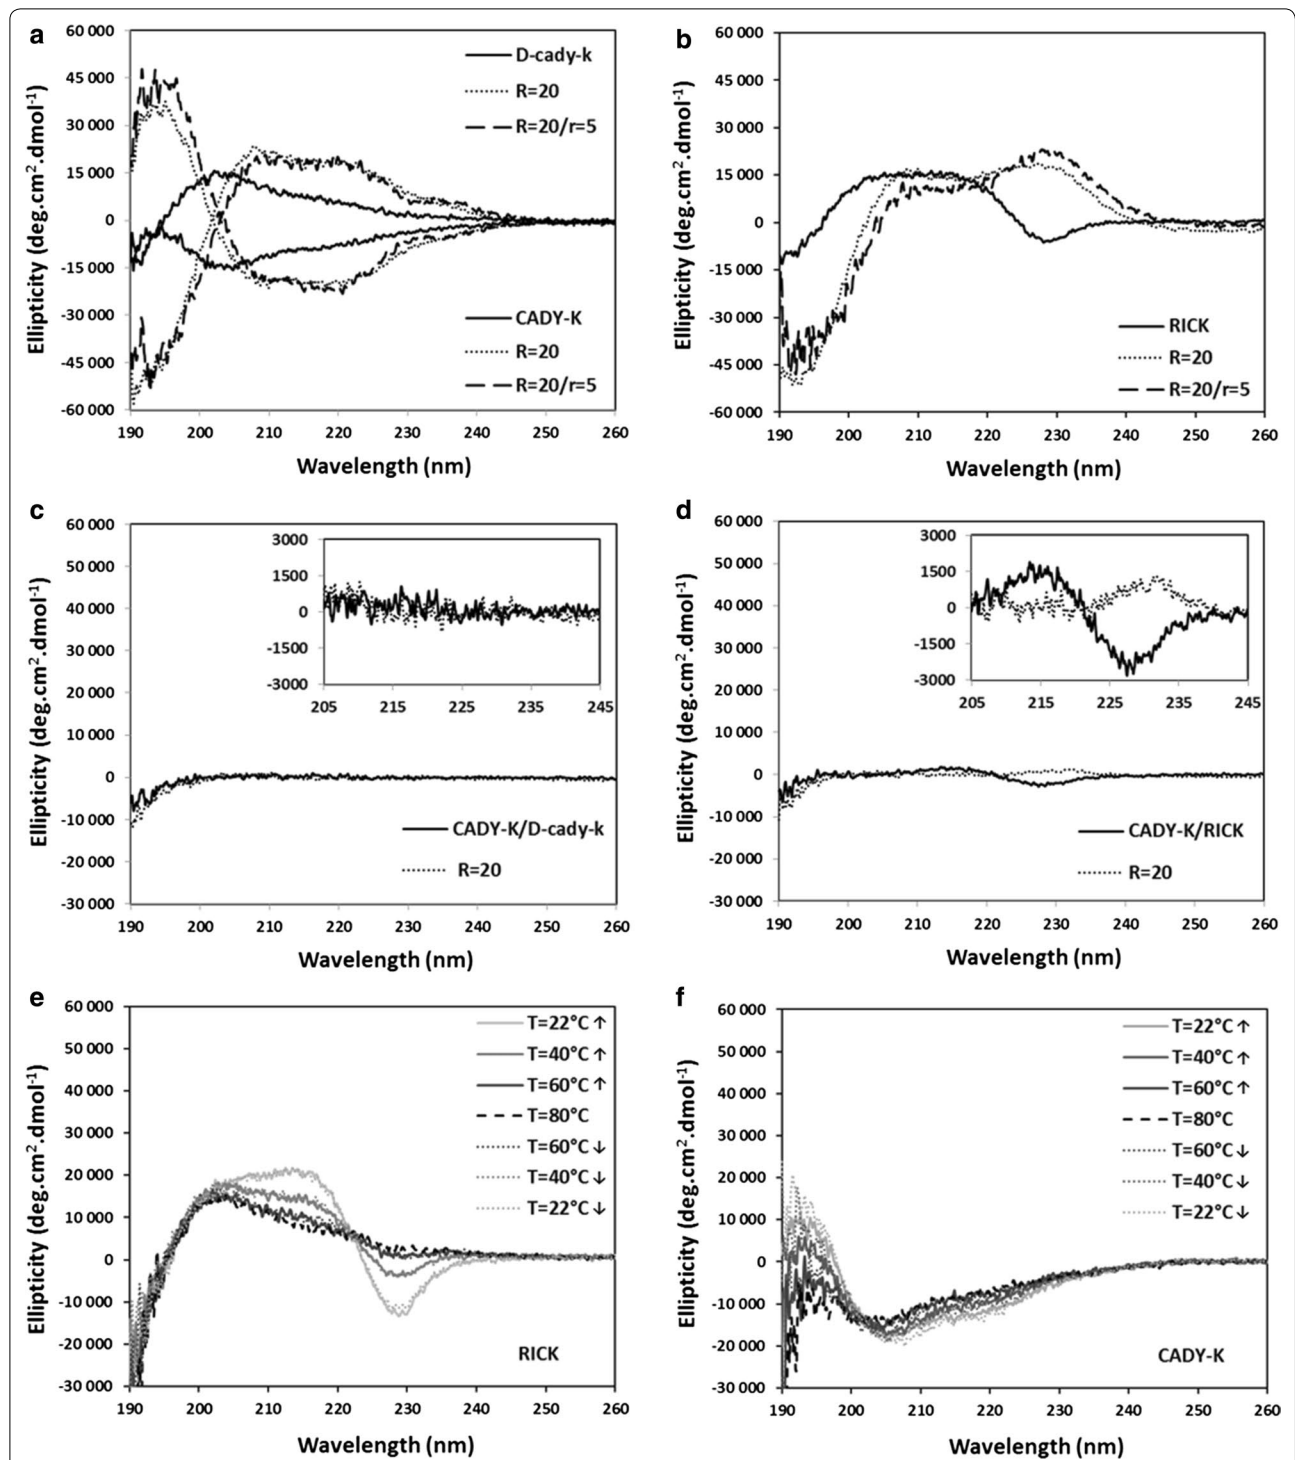 a
60 000
45 000
30 000
15 000
0
-15 000
-30 000
-45 000
-60 000
190 200 210 220 230 240 250 260
Ellipticity (deg.cm².dmol⁻¹)
Wavelength (nm)
D-cady-k
R=20
R=20/r=5
CADY-K
R=20
R=20/r=5
b
60 000
45 000
30 000
15 000
0
-15 000
-30 000
-45 000
-60 000
190 200 210 220 230 240 250 260
Ellipticity (deg.cm².dmol⁻¹)
Wavelength (nm)
RICK
R=20
R=20/r=5
c
60 000
50 000
40 000
30 000
20 000
10 000
0
-10 000
-20 000
-30 000
190 200 210 220 230 240 250 260
Ellipticity (deg.cm².dmol⁻¹)
Wavelength (nm)
3000
1500
0
-1500
-3000
205 215 225 235 245
CADY-K/D-cady-k
R=20
d
60 000
50 000
40 000
30 000
20 000
10 000
0
-10 000
-20 000
-30 000
190 200 210 220 230 240 250 260
Ellipticity (deg.cm².dmol⁻¹)
Wavelength (nm)
3000
1500
0
-1500
-3000
205 215 225 235 245
CADY-K/RICK
R=20
e
60 000
50 000
40 000
30 000
20 000
10 000
0
-10 000
-20 000
-30 000
190 200 210 220 230 240 250 260
Ellipticity (deg.cm².dmol⁻¹)
Wavelength (nm)
T=22°C ↑
T=40°C ↑
T=60°C ↑
T=80°C
T=60°C ↓
T=40°C ↓
T=22°C ↓
RICK
f
60 000
50 000
40 000
30 000
20 000
10 000
0
-10 000
-20 000
-30 000
190 200 210 220 230 240 250 260
Ellipticity (deg.cm².dmol⁻¹)
Wavelength (nm)
T=22°C ↑
T=40°C ↑
T=60°C ↑
T=80°C
T=60°C ↓
T=40°C ↓
T=22°C ↓
CADY-K